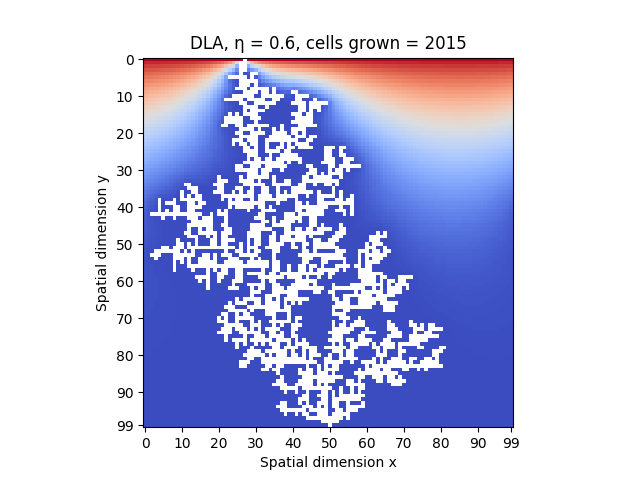 DLA, η = 0.6, cells grown = 2015
0
10
20
30
40
50
60
70
80
90
99
Spatial dimension y
0 10 20 30 40 50 60 70 80 90 99
Spatial dimension x